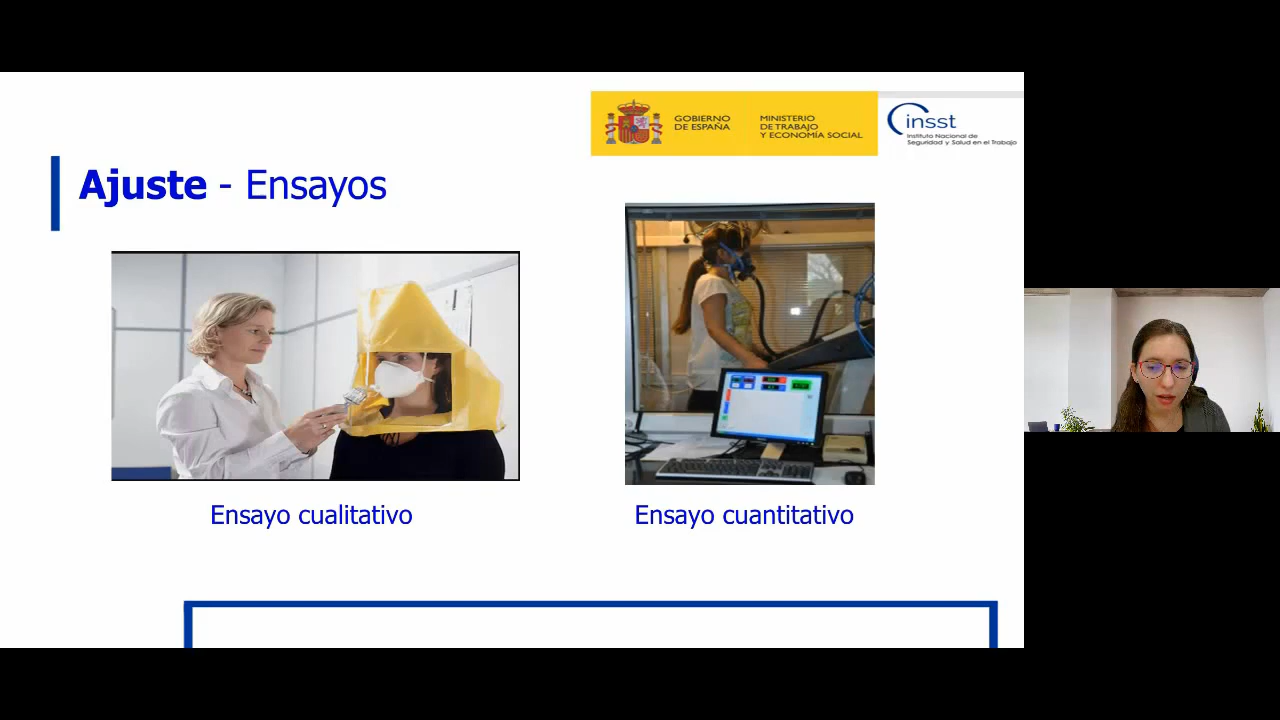 GOBIERNO
DE ESPAÑA
MINISTERIO
DE TRABAJO
Y ECONOMÍA SOCIAL
insst
Instituto Nacional de
Seguridad y Salud en el Trabajo
Ajuste - Ensayos
Ensayo cualitativo
Ensayo cuantitativo